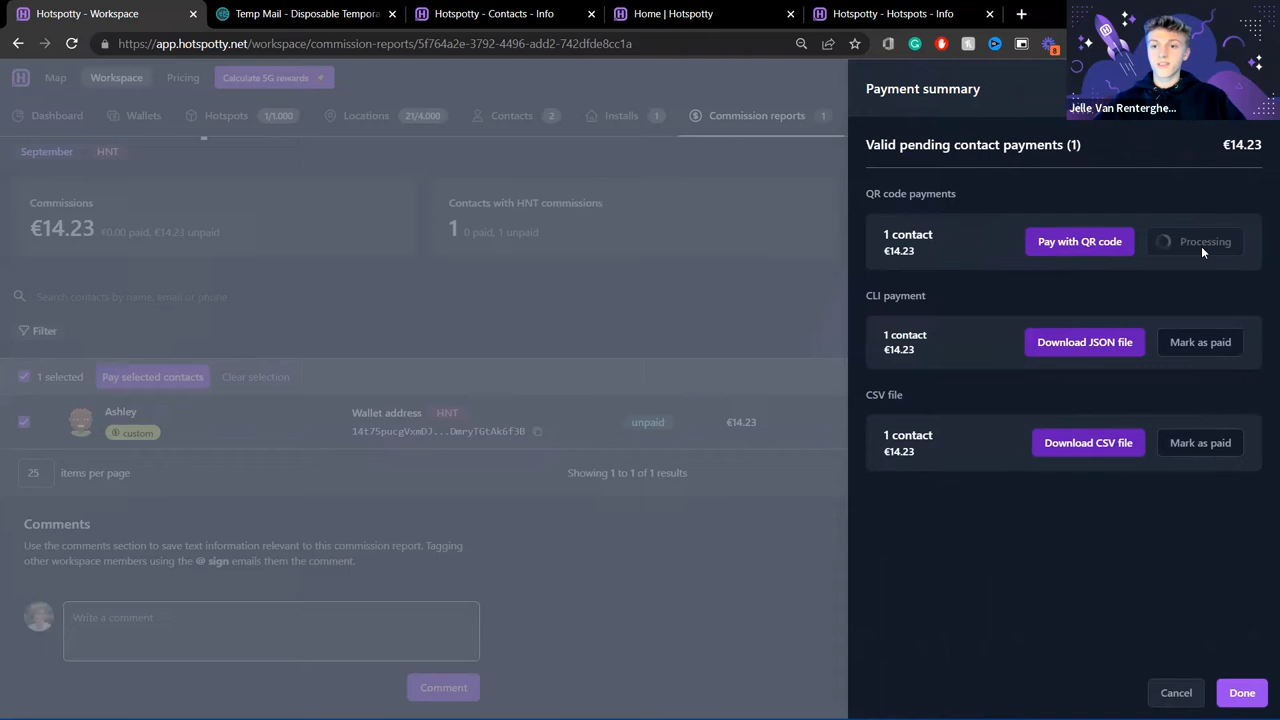 Hotspotty - Workspace
Temp Mail - Disposable Tempora
Hotspotty - Contacts - Info
Home | Hotspotty
Hotspotty - Hotspots - Info
https://app.hotspotty.net/workspace/commission-reports/5f764ac6-c792-4496-add2-742dfde8cc1a
8
Jelle Van Renterghe...
Map
Workspace
Pricing
Calculate 5G rewards
Dashboard
Wallets
Hotspots 1/1.000
Locations 21/4.000
Contacts 2
Installs 1
Commission reports 1
September HNT
Commissions
€14.23 €0.00 paid, €14.23 unpaid
Contacts with HNT commissions
1 0 paid, 1 unpaid
Search contacts by name, email or phone
Filter
1 selected
Pay selected contacts
Clear selection
Ashley
custom
Wallet address HNT
14t75pucgVxmDJ...DmryTGtAk6f3B
unpaid
€14.23
25 items per page
Showing 1 to 1 of 1 results
Comments
Use the comments section to save text information relevant to this commission report. Tagging
other workspace members using the @ sign emails them the comment.
Write a comment
Comment
Payment summary
Valid pending contact payments (1) €14.23
QR code payments
1 contact
€14.23
Pay with QR code
Processing
CLI payment
1 contact
€14.23
Download JSON file
Mark as paid
CSV file
1 contact
€14.23
Download CSV file
Mark as paid
Cancel
Done